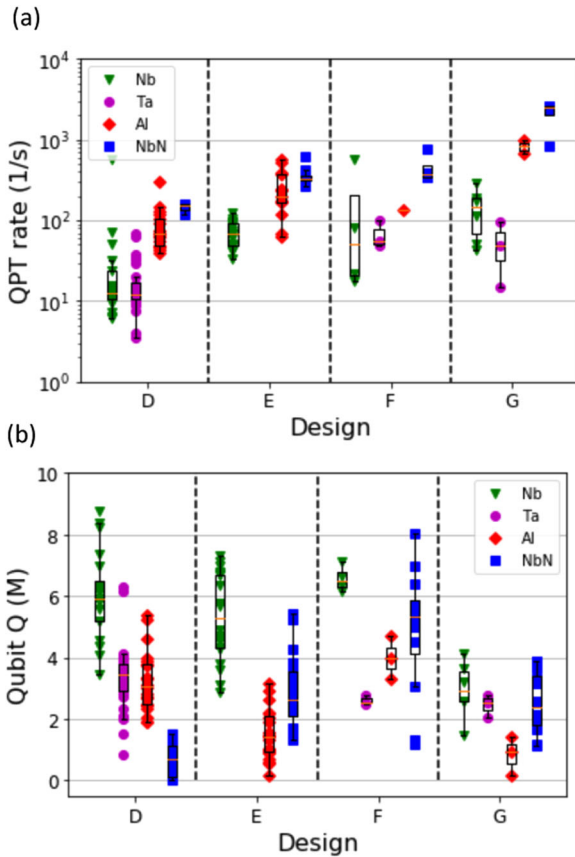 (a)
QPT rate (1/s)
10^4
10^3
10^2
10^1
10^0
Nb
Ta
Al
NbN
D E F G
Design
(b)
Qubit Q (M)
10
8
6
4
2
0
Nb
Ta
Al
NbN
D E F G
Design